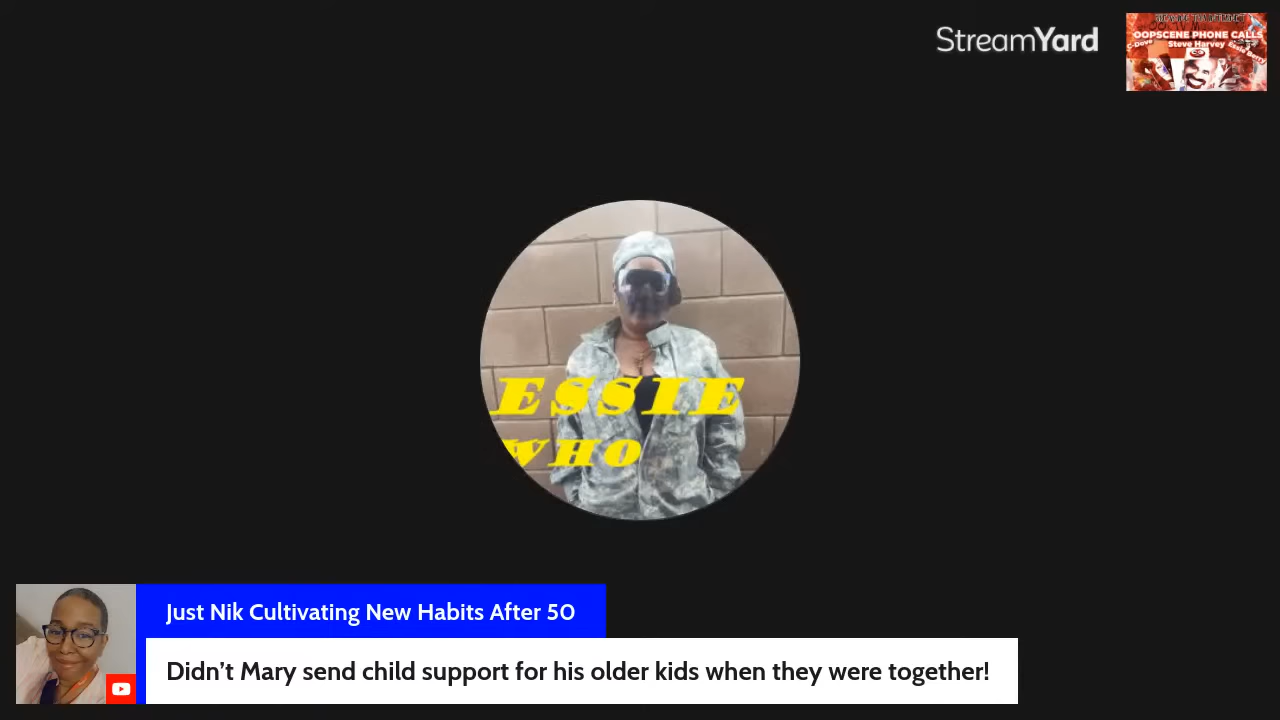 StreamYard
OOPSCENE PHONE CALLS
Steve Harvey
ESSIE
WHO
Just Nik Cultivating New Habits After 50
Didn’t Mary send child support for his older kids when they were together!